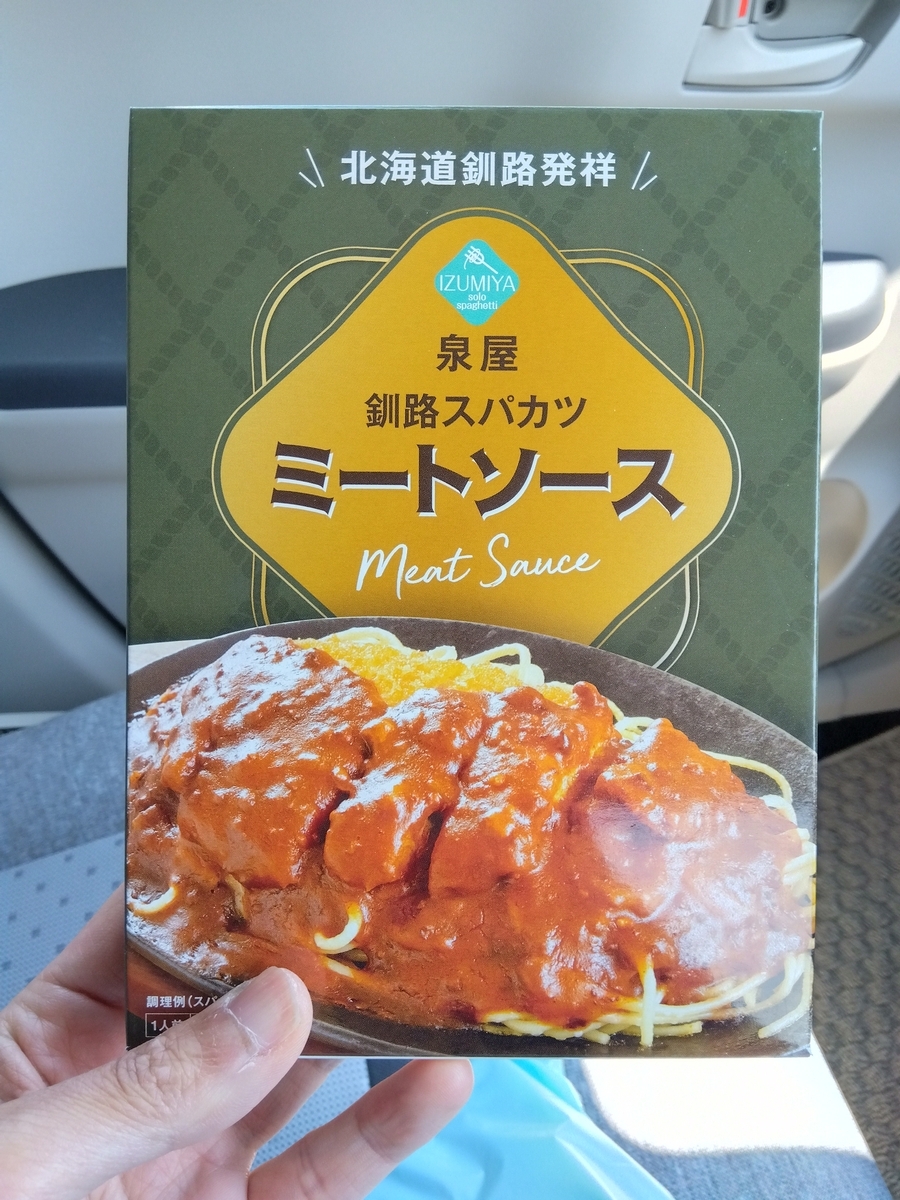 北海道釧路発祥
IZUMIYA
solo
spaghetti
泉屋
釧路スパカツ
ミートソース
Meat Sauce
調理例(スパ
1人前